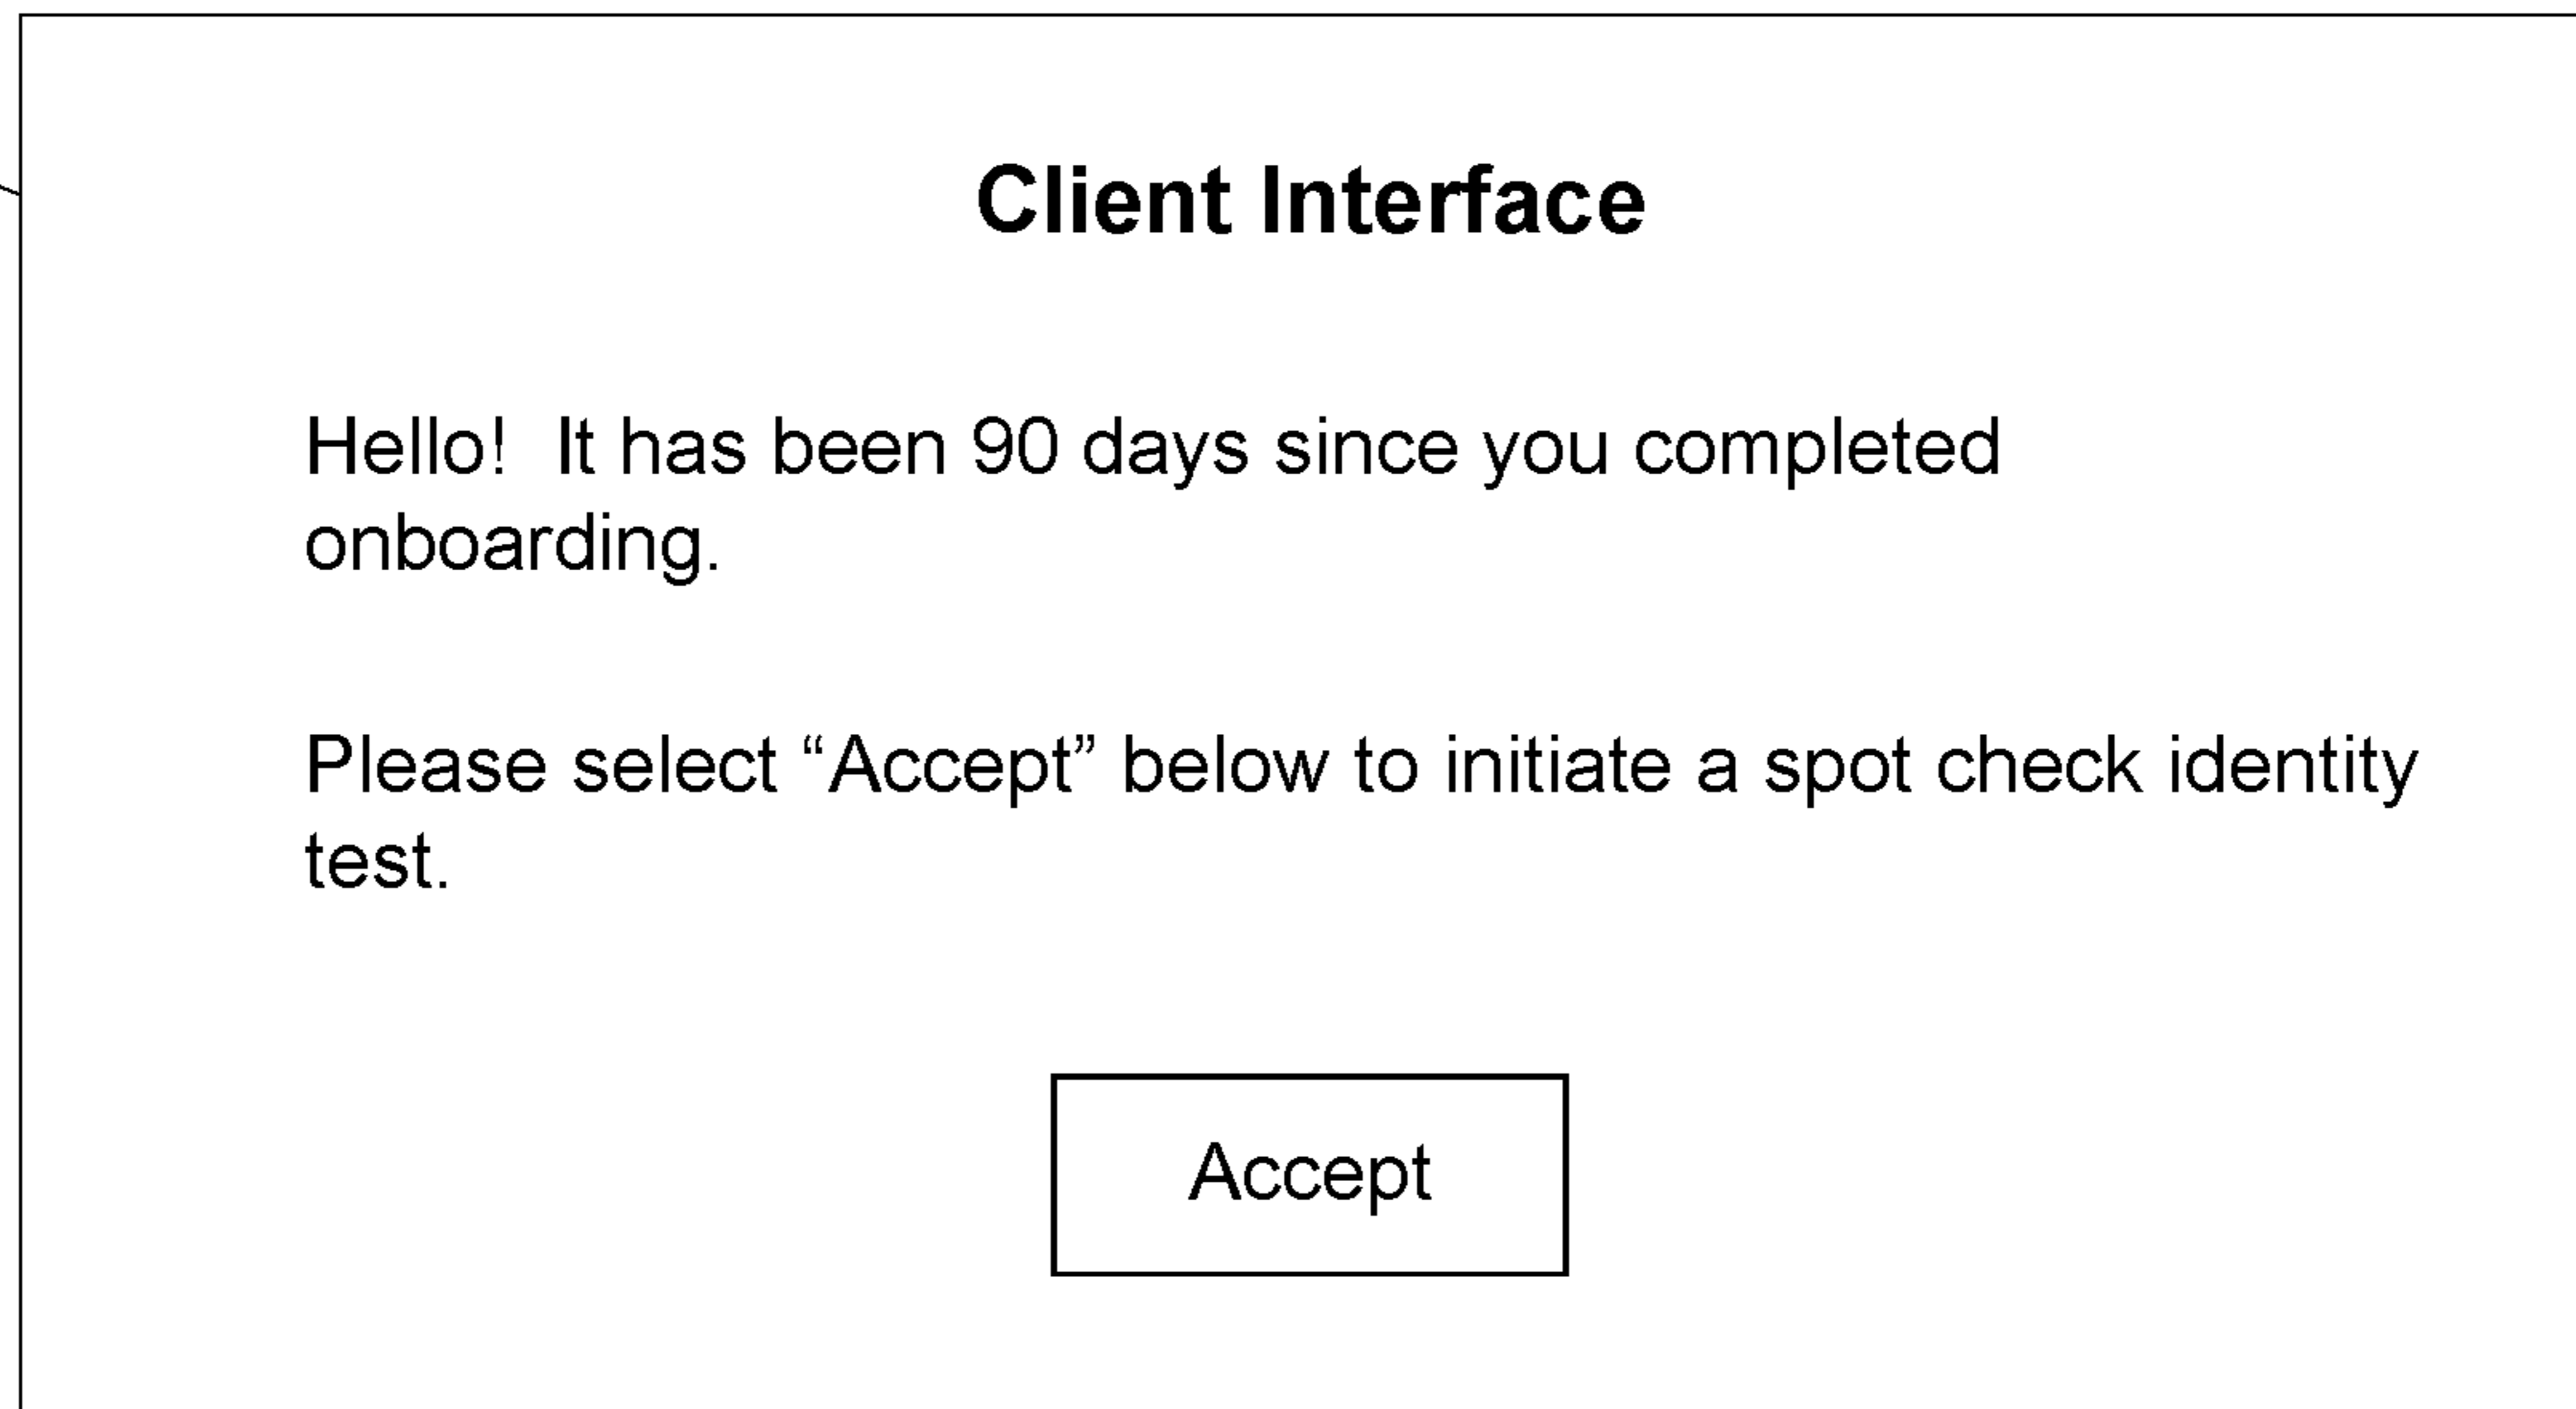 Client Interface
Hello!  It has been 90 days since you completed
onboarding.
Please select “Accept” below to initiate a spot check identity
test.
Accept